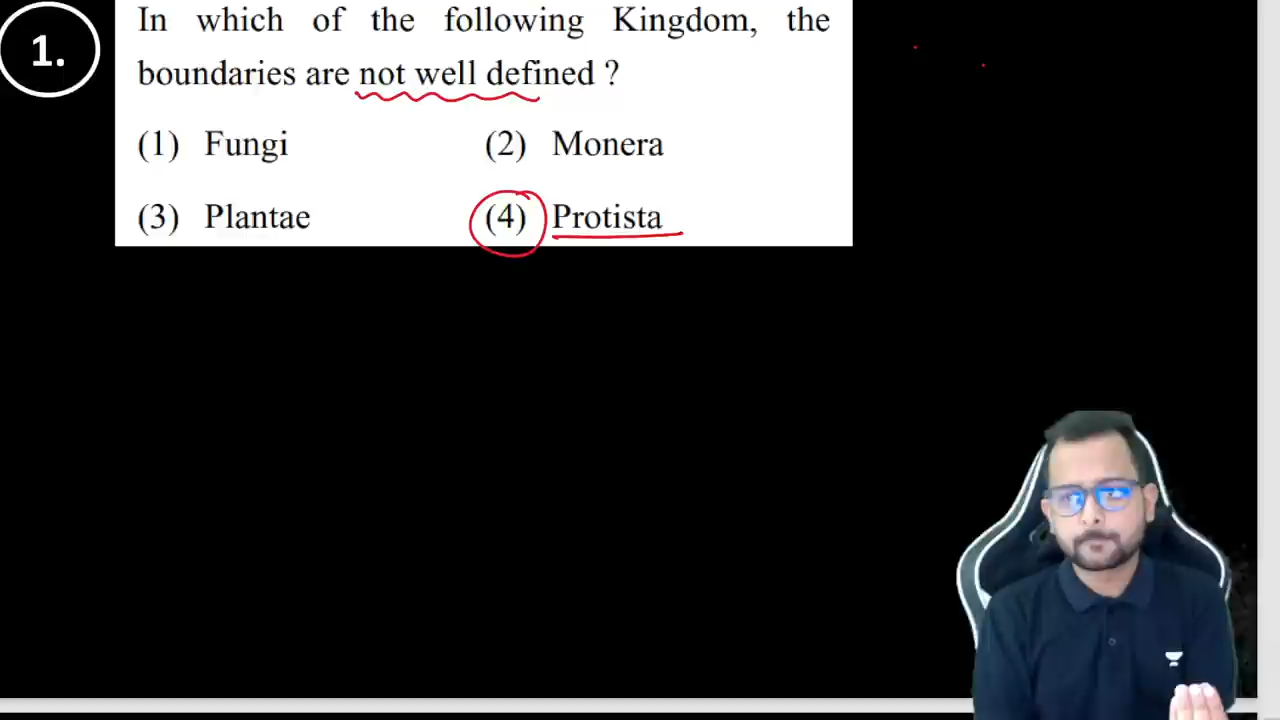 1.
In which of the following Kingdom, the
boundaries are not well defined ?
(1) Fungi (2) Monera
(3) Plantae (4) Protista